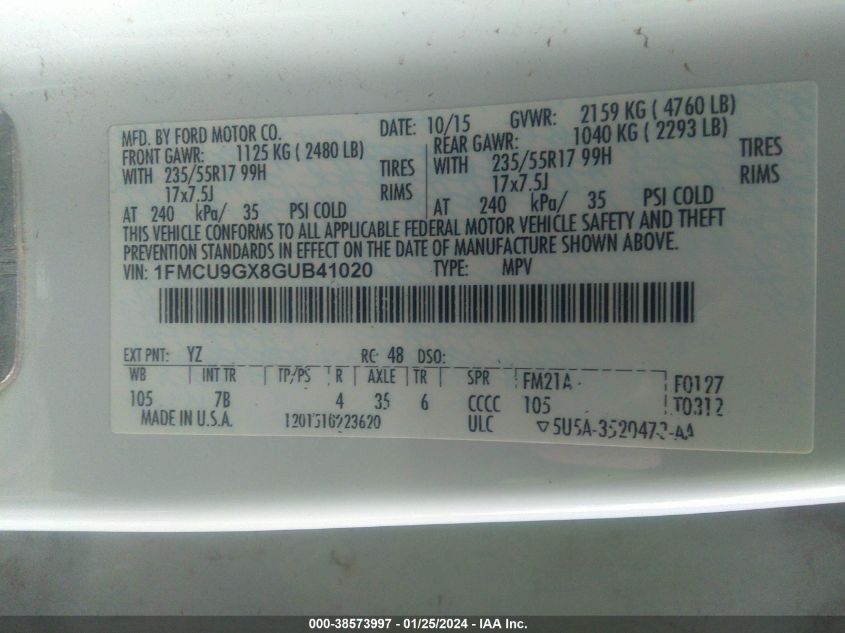 MFD. BY FORD MOTOR CO. DATE: 10/15 GVWR: 2159 KG ( 4760 LB)
FRONT GAWR: 1125 KG ( 2480 LB) REAR GAWR: 1040 KG ( 2293 LB)
WITH 235/55R17 99H TIRES WITH 235/55R17 99H TIRES
17x7.5J RIMS 17x7.5J RIMS
AT 240 kPa/ 35 PSI COLD AT 240 kPa/ 35 PSI COLD
THIS VEHICLE CONFORMS TO ALL APPLICABLE FEDERAL MOTOR VEHICLE SAFETY AND THEFT
PREVENTION STANDARDS IN EFFECT ON THE DATE OF MANUFACTURE SHOWN ABOVE.
VIN: 1FMCU9GX8GUB41020 TYPE: MPV
EXT PNT: YZ RC: 48 DSO:
WB INT TR TP/PS R AXLE TR SPR FM21A F0127
105 7B 4 35 6 CCCC 105 T0312
MADE IN U.S.A. ULC
000-38573997 - 01/25/2024 - IAA Inc.